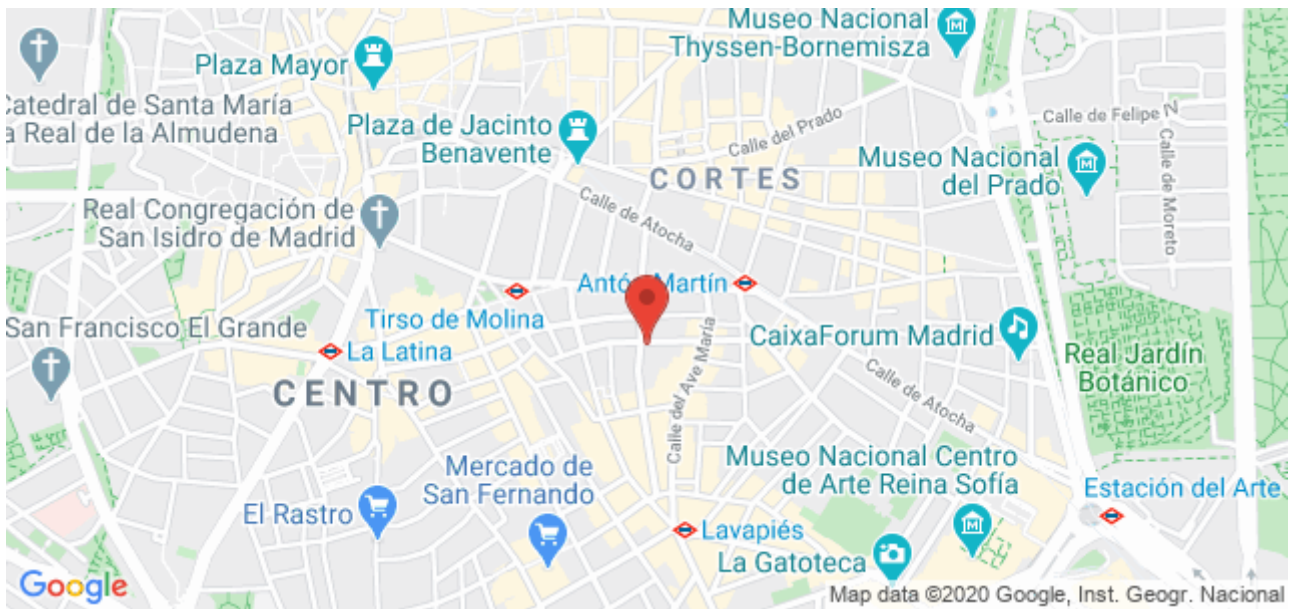 Museo Nacional
Thyssen-Bornemisza
Plaza Mayor
Catedral de Santa María
a Real de la Almudena
Plaza de Jacinto
Benavente
Calle del Prado
Calle de Felipe
Calle de Moreto
Museo Nacional
del Prado
CORTES
Real Congregación de
San Isidro de Madrid
Calle de Atocha
Martín
Tirso de Molina
San Francisco El Grande
La Latina
CaixaForum Madrid
Real Jardín
Botánico
CENTRO
Calle del Ave María
Calle de Atocha
Mercado de
San Fernando
Museo Nacional Centro
de Arte Reina Sofía
El Rastro
Estación del Arte
Lavapiés
La Gatoteca
Google
Map data ©2020 Google, Inst. Geogr. Nacional